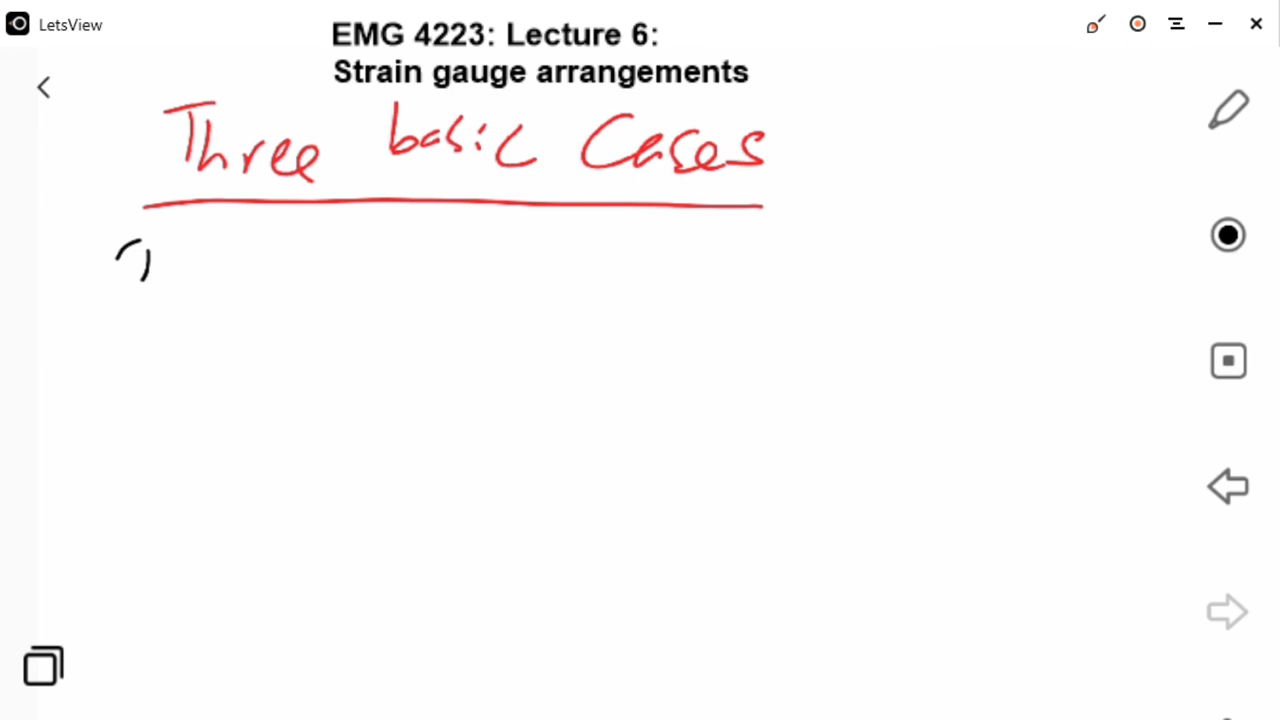 LetsView
EMG 4223: Lecture 6:
Strain gauge arrangements
Three basic Cases